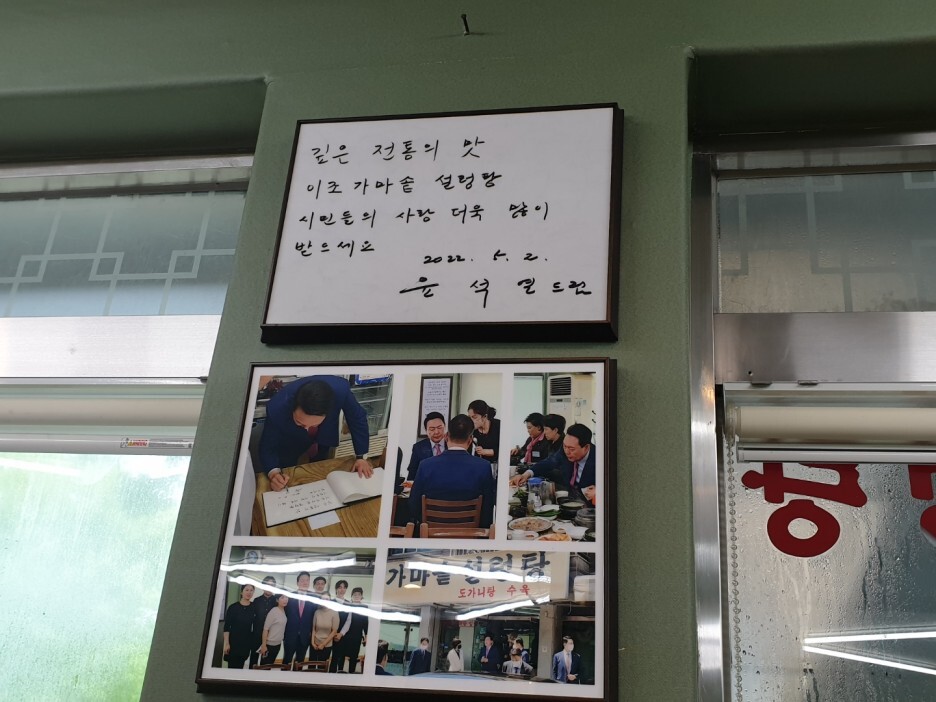 깊은 전통의 맛
이조 가마솥 설렁탕
시민들의 사랑 더욱 많이
받으세요
2022. 5. 2.
윤석열 드림
가마솥 설렁탕
도가니탕 수육